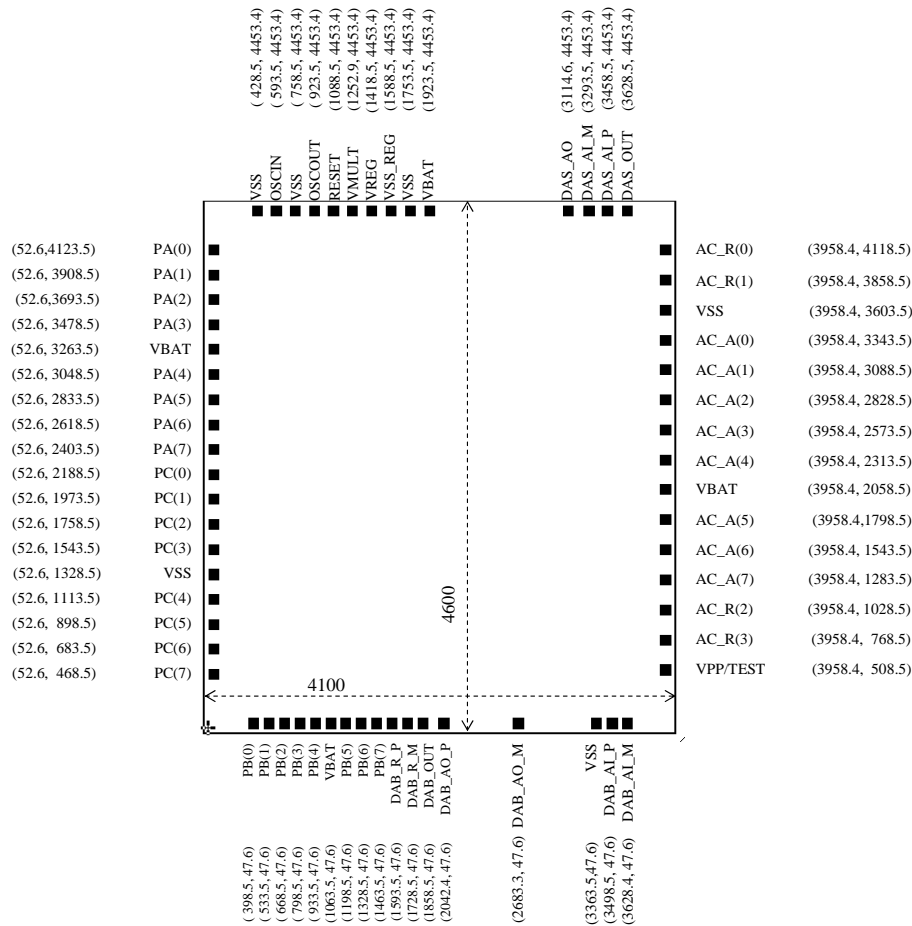 ( 428.5, 4453.4)
( 593.5, 4453.4)
( 758.5, 4453.4)
( 923.5, 4453.4)
(1088.5, 4453.4)
(1252.9, 4453.4)
(1418.5, 4453.4)
(1588.5, 4453.4)
(1753.5, 4453.4)
(1923.5, 4453.4)
(3114.6, 4453.4)
(3293.5, 4453.4)
(3458.5, 4453.4)
(3628.5, 4453.4)
VSS
OSCIN
VSS
OSCOUT
RESET
VMULT
VREG
VSS_REG
VSS
VBAT
DAS_AO
DAS_AI_M
DAS_AI_P
DAS_OUT
(52.6,4123.5) PA(0)
(52.6, 3908.5) PA(1)
(52.6,3693.5) PA(2)
(52.6, 3478.5) PA(3)
(52.6, 3263.5) VBAT
(52.6, 3048.5) PA(4)
(52.6, 2833.5) PA(5)
(52.6, 2618.5) PA(6)
(52.6, 2403.5) PA(7)
(52.6, 2188.5) PC(0)
(52.6, 1973.5) PC(1)
(52.6, 1758.5) PC(2)
(52.6, 1543.5) PC(3)
(52.6, 1328.5) VSS
(52.6, 1113.5) PC(4)
(52.6, 898.5) PC(5)
(52.6, 683.5) PC(6)
(52.6, 468.5) PC(7)
AC_R(0) (3958.4, 4118.5)
AC_R(1) (3958.4, 3858.5)
VSS (3958.4, 3603.5)
AC_A(0) (3958.4, 3343.5)
AC_A(1) (3958.4, 3088.5)
AC_A(2) (3958.4, 2828.5)
AC_A(3) (3958.4, 2573.5)
AC_A(4) (3958.4, 2313.5)
VBAT (3958.4, 2058.5)
AC_A(5) (3958.4,1798.5)
AC_A(6) (3958.4, 1543.5)
AC_A(7) (3958.4, 1283.5)
AC_R(2) (3958.4, 1028.5)
AC_R(3) (3958.4, 768.5)
VPP/TEST (3958.4, 508.5)
4600
4100
PB(0)
PB(1)
PB(2)
PB(3)
PB(4)
VBAT
PB(5)
PB(6)
PB(7)
DAB_R_P
DAB_R_M
DAB_OUT
DAB_AO_P
DAB_AO_M
VSS
DAB_AI_P
DAB_AI_M
( 398.5, 47.6)
( 533.5, 47.6)
( 668.5, 47.6)
( 798.5, 47.6)
( 933.5, 47.6)
(1063.5, 47.6)
(1198.5, 47.6)
(1328.5, 47.6)
(1463.5, 47.6)
(1593.5, 47.6)
(1728.5, 47.6)
(1858.5, 47.6)
(2042.4, 47.6)
(2683.3, 47.6)
(3363.5,47.6)
(3498.5, 47.6)
(3628.4, 47.6)